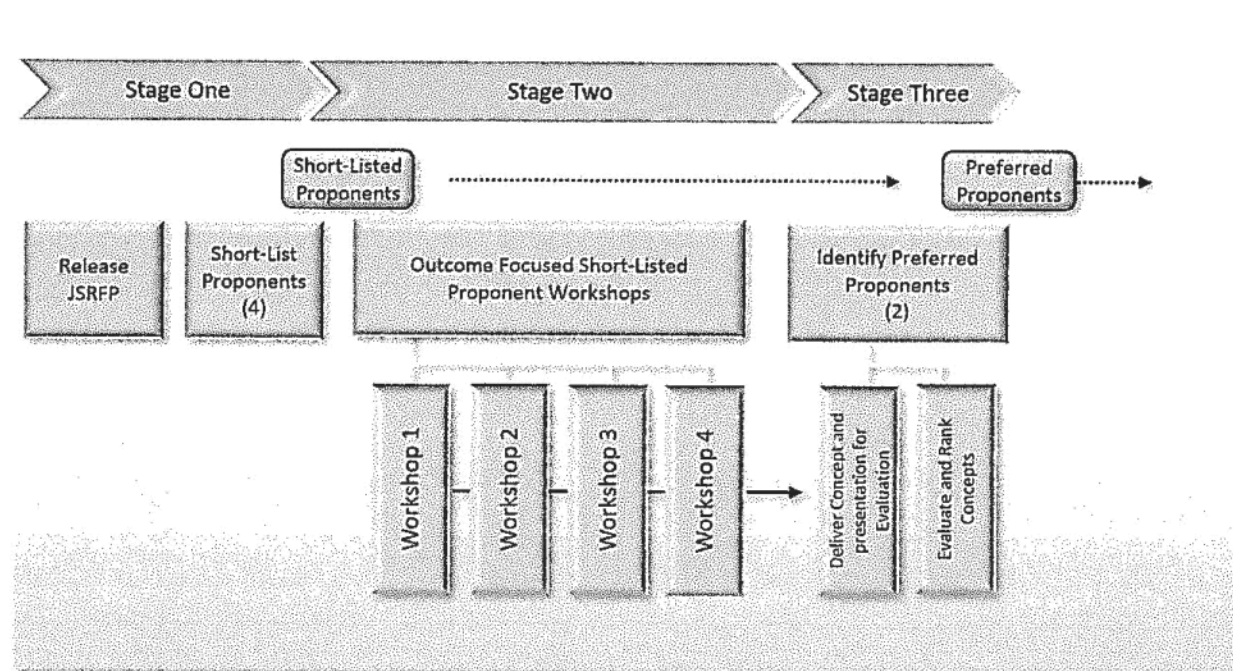 Stage One
Stage Two
Stage Three
Short-Listed
Proponents
Preferred
Proponents
Release
JSRFP
Short-List
Proponents
(4)
Outcome Focused Short-Listed
Proponent Workshops
Identify Preferred
Proponents
(2)
Workshop 1
Workshop 2
Workshop 3
Workshop 4
Deliver Concept and
presentation for
Evaluation
Evaluate and Rank
Concepts